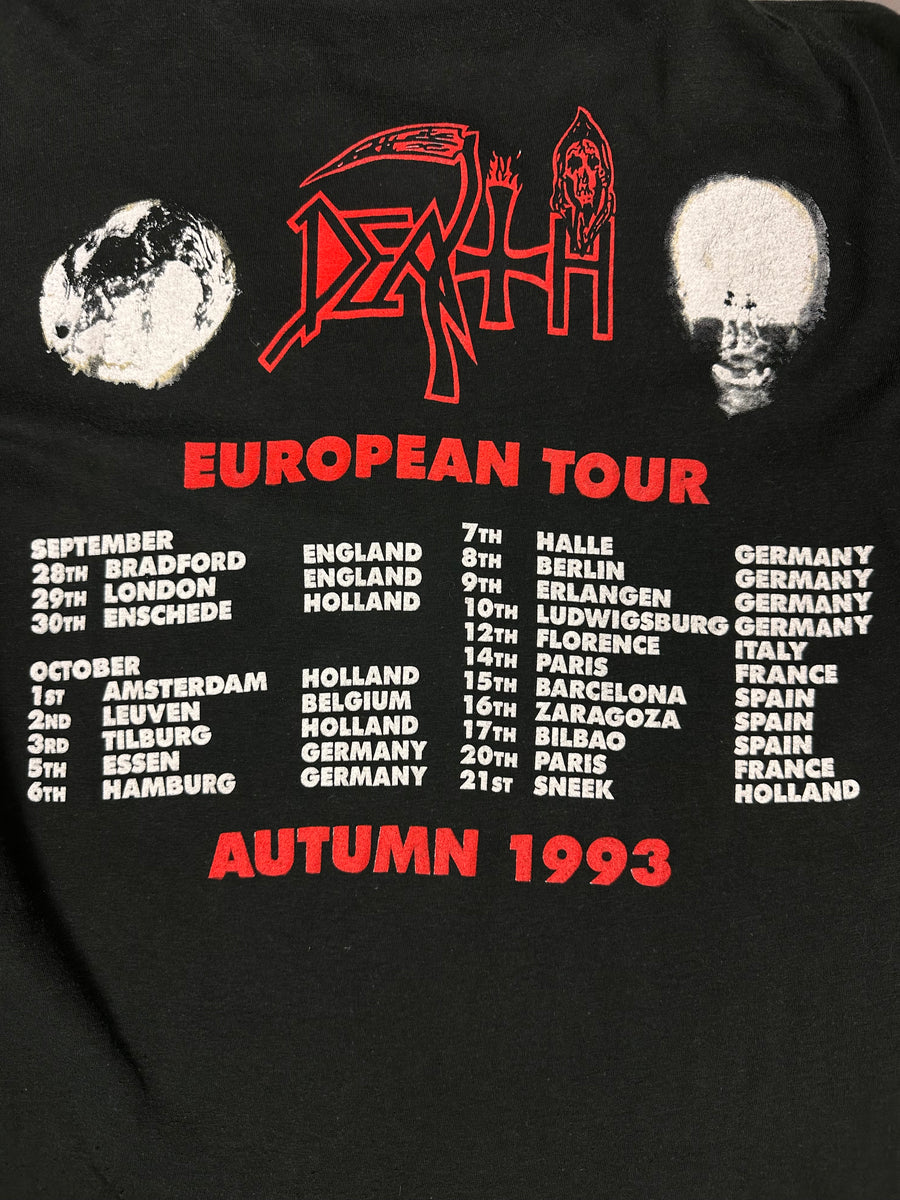 DEATH
EUROPEAN TOUR
SEPTEMBER
28TH BRADFORD ENGLAND
29TH LONDON ENGLAND
30TH ENSCHEDE HOLLAND
OCTOBER
1ST AMSTERDAM HOLLAND
2ND LEUVEN BELGIUM
3RD TILBURG HOLLAND
5TH ESSEN GERMANY
6TH HAMBURG GERMANY
7TH HALLE GERMANY
8TH BERLIN GERMANY
9TH ERLANGEN GERMANY
10TH LUDWIGSBURG GERMANY
12TH FLORENCE ITALY
14TH PARIS FRANCE
15TH BARCELONA SPAIN
16TH ZARAGOZA SPAIN
17TH BILBAO SPAIN
20TH PARIS FRANCE
21ST SNEEK HOLLAND
AUTUMN 1993